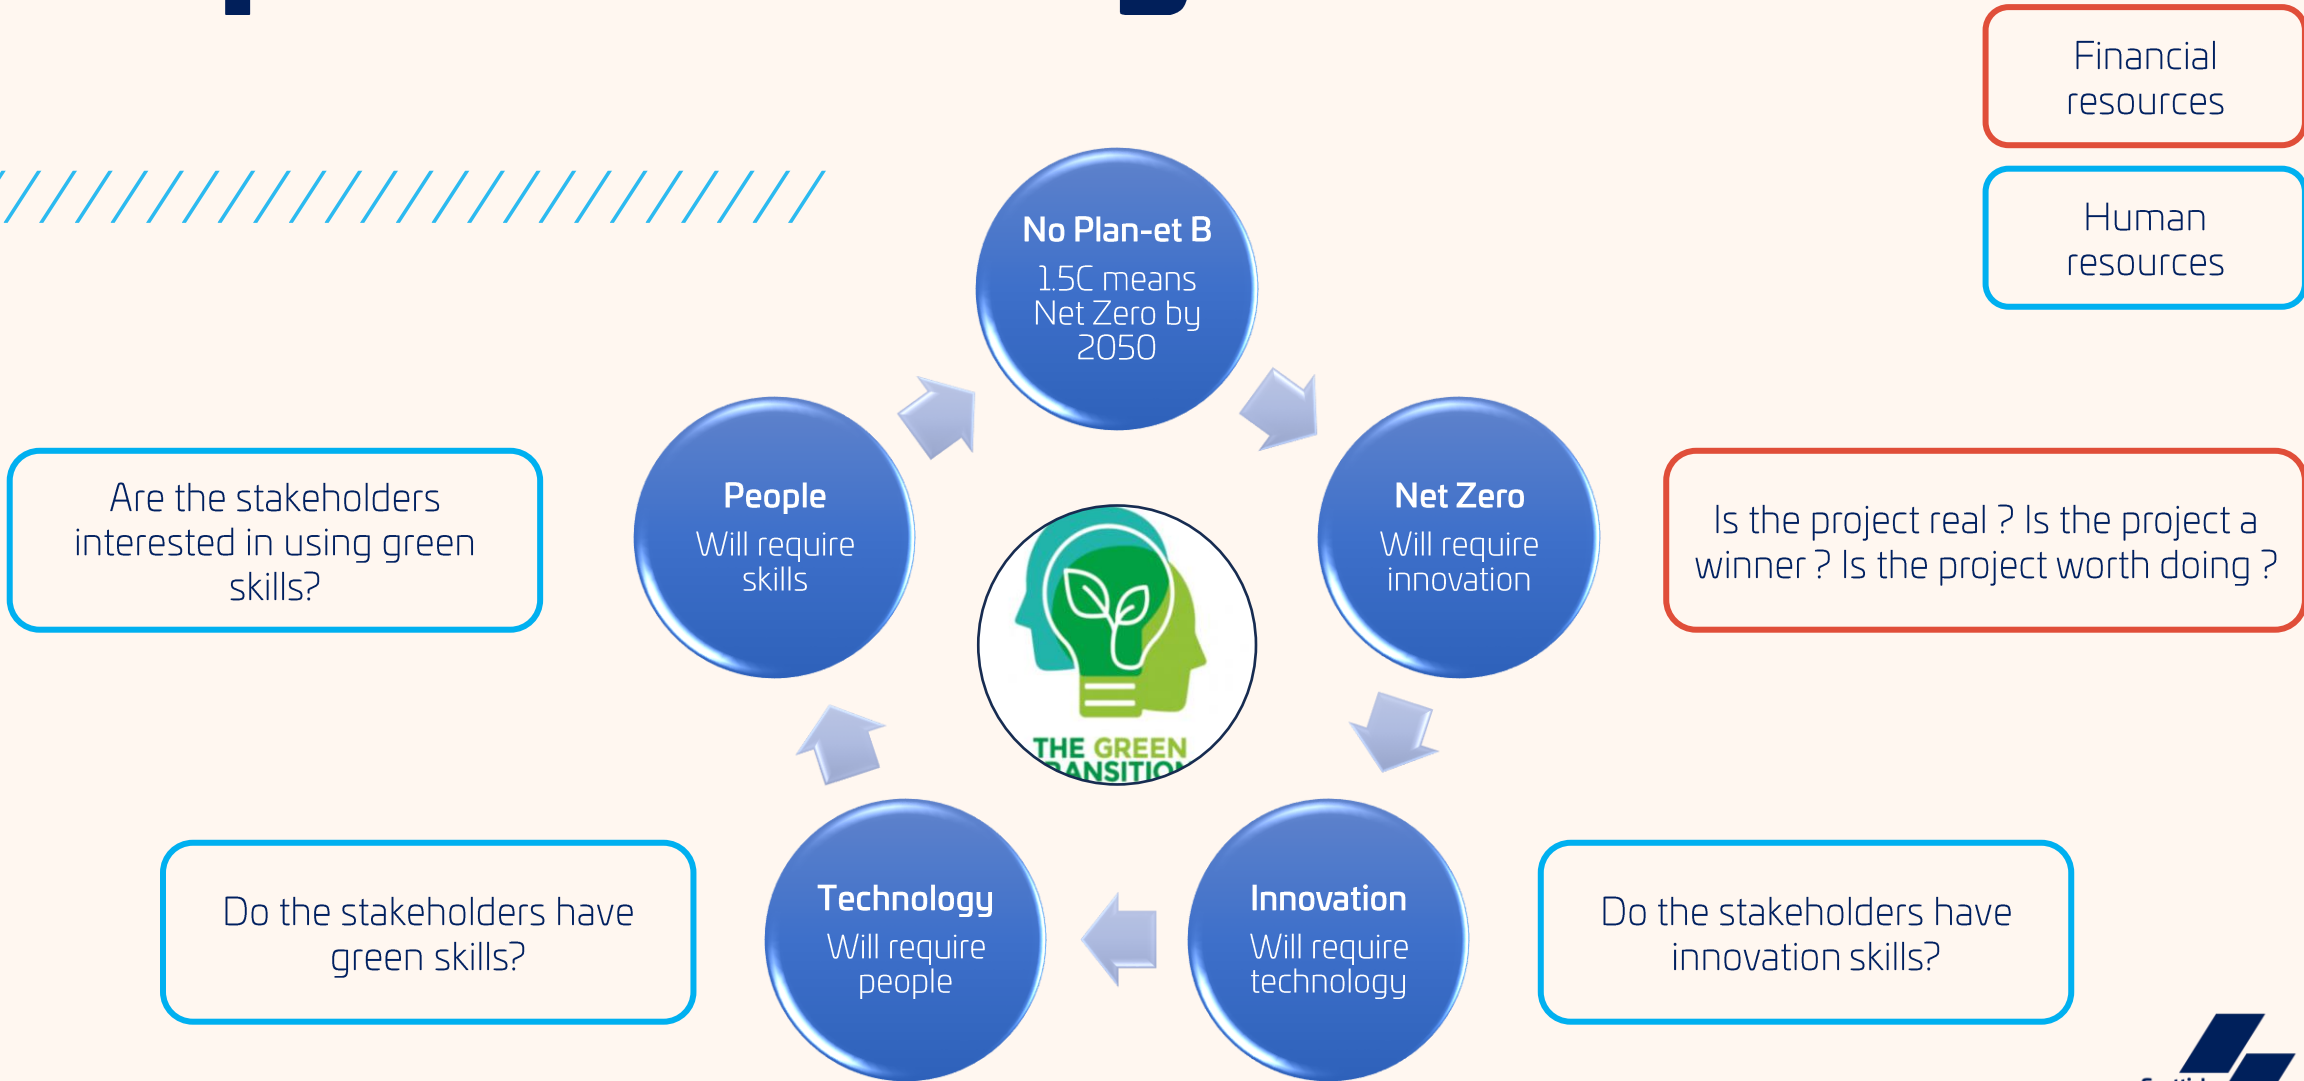 Financial
resources
Human
resources
No Plan-et B
1.5C means
Net Zero by
2050
People
Will require
skills
Net Zero
Will require
innovation
Are the stakeholders
interested in using green
skills?
Is the project real ? Is the project a
winner ? Is the project worth doing ?
THE GREEN
Technology
Will require
people
Innovation
Will require
technology
Do the stakeholders have
green skills?
Do the stakeholders have
innovation skills?